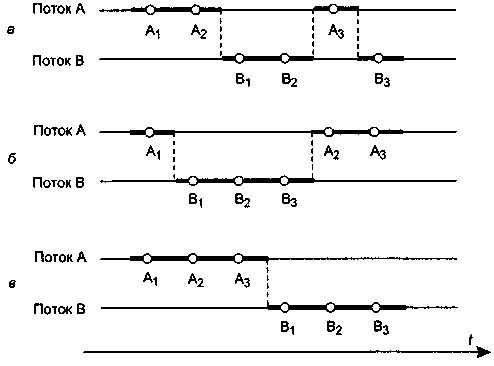 Поток А
A1 A2 A3
а
Поток В
B1 B2 B3
Поток А
A1 A2 A3
б
Поток В
B1 B2 B3
Поток А
A1 A2 A3
в
Поток В
B1 B2 B3
t